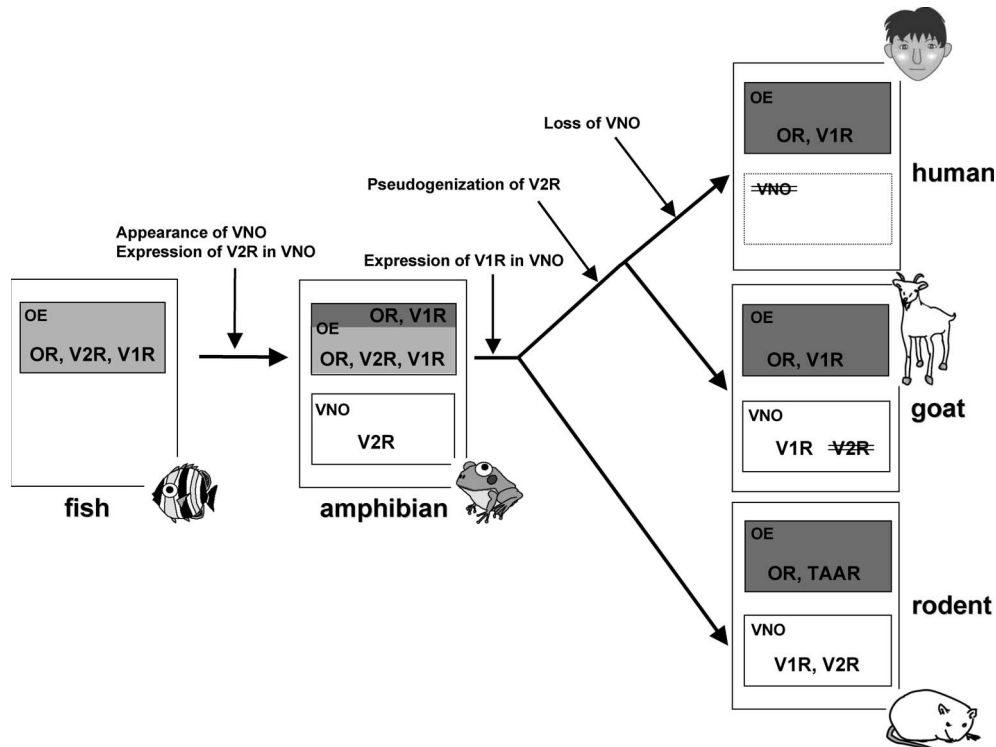 Loss of VNO
Pseudogenization of V2R
Appearance of VNO
Expression of V2R in VNO
Expression of V1R in VNO
OE
OR, V2R, V1R
fish
OR, V1R
OE
OR, V2R, V1R
VNO
V2R
amphibian
OE
OR, V1R
VNO
human
OE
OR, V1R
VNO
V1R V2R
goat
OE
OR, TAAR
VNO
V1R, V2R
rodent